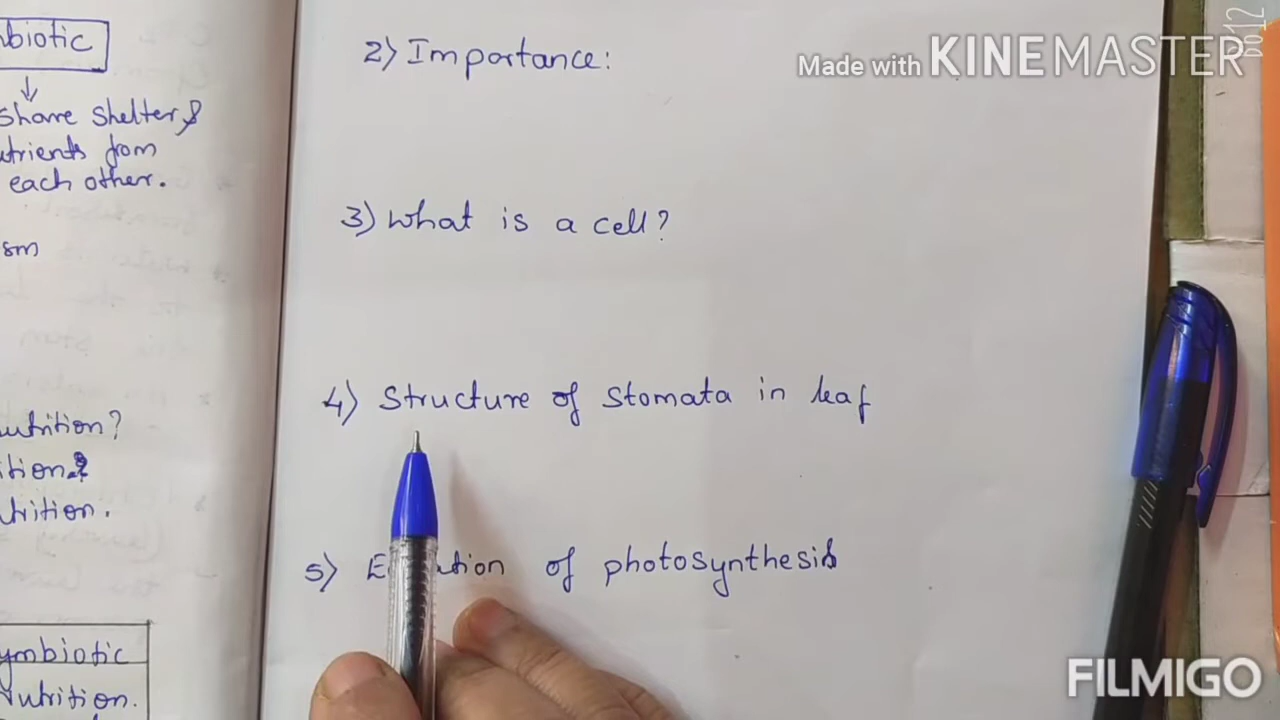 biotic
share shelter &
utrients from
each other.
sm
utrition?
ition?
trition.
ymbiotic
Nutrition.
2) Importance:
3) What is a cell?
4) Structure of Stomata in leaf
5) of photosynthesis
Made with KINEMASTER
FILMIGO